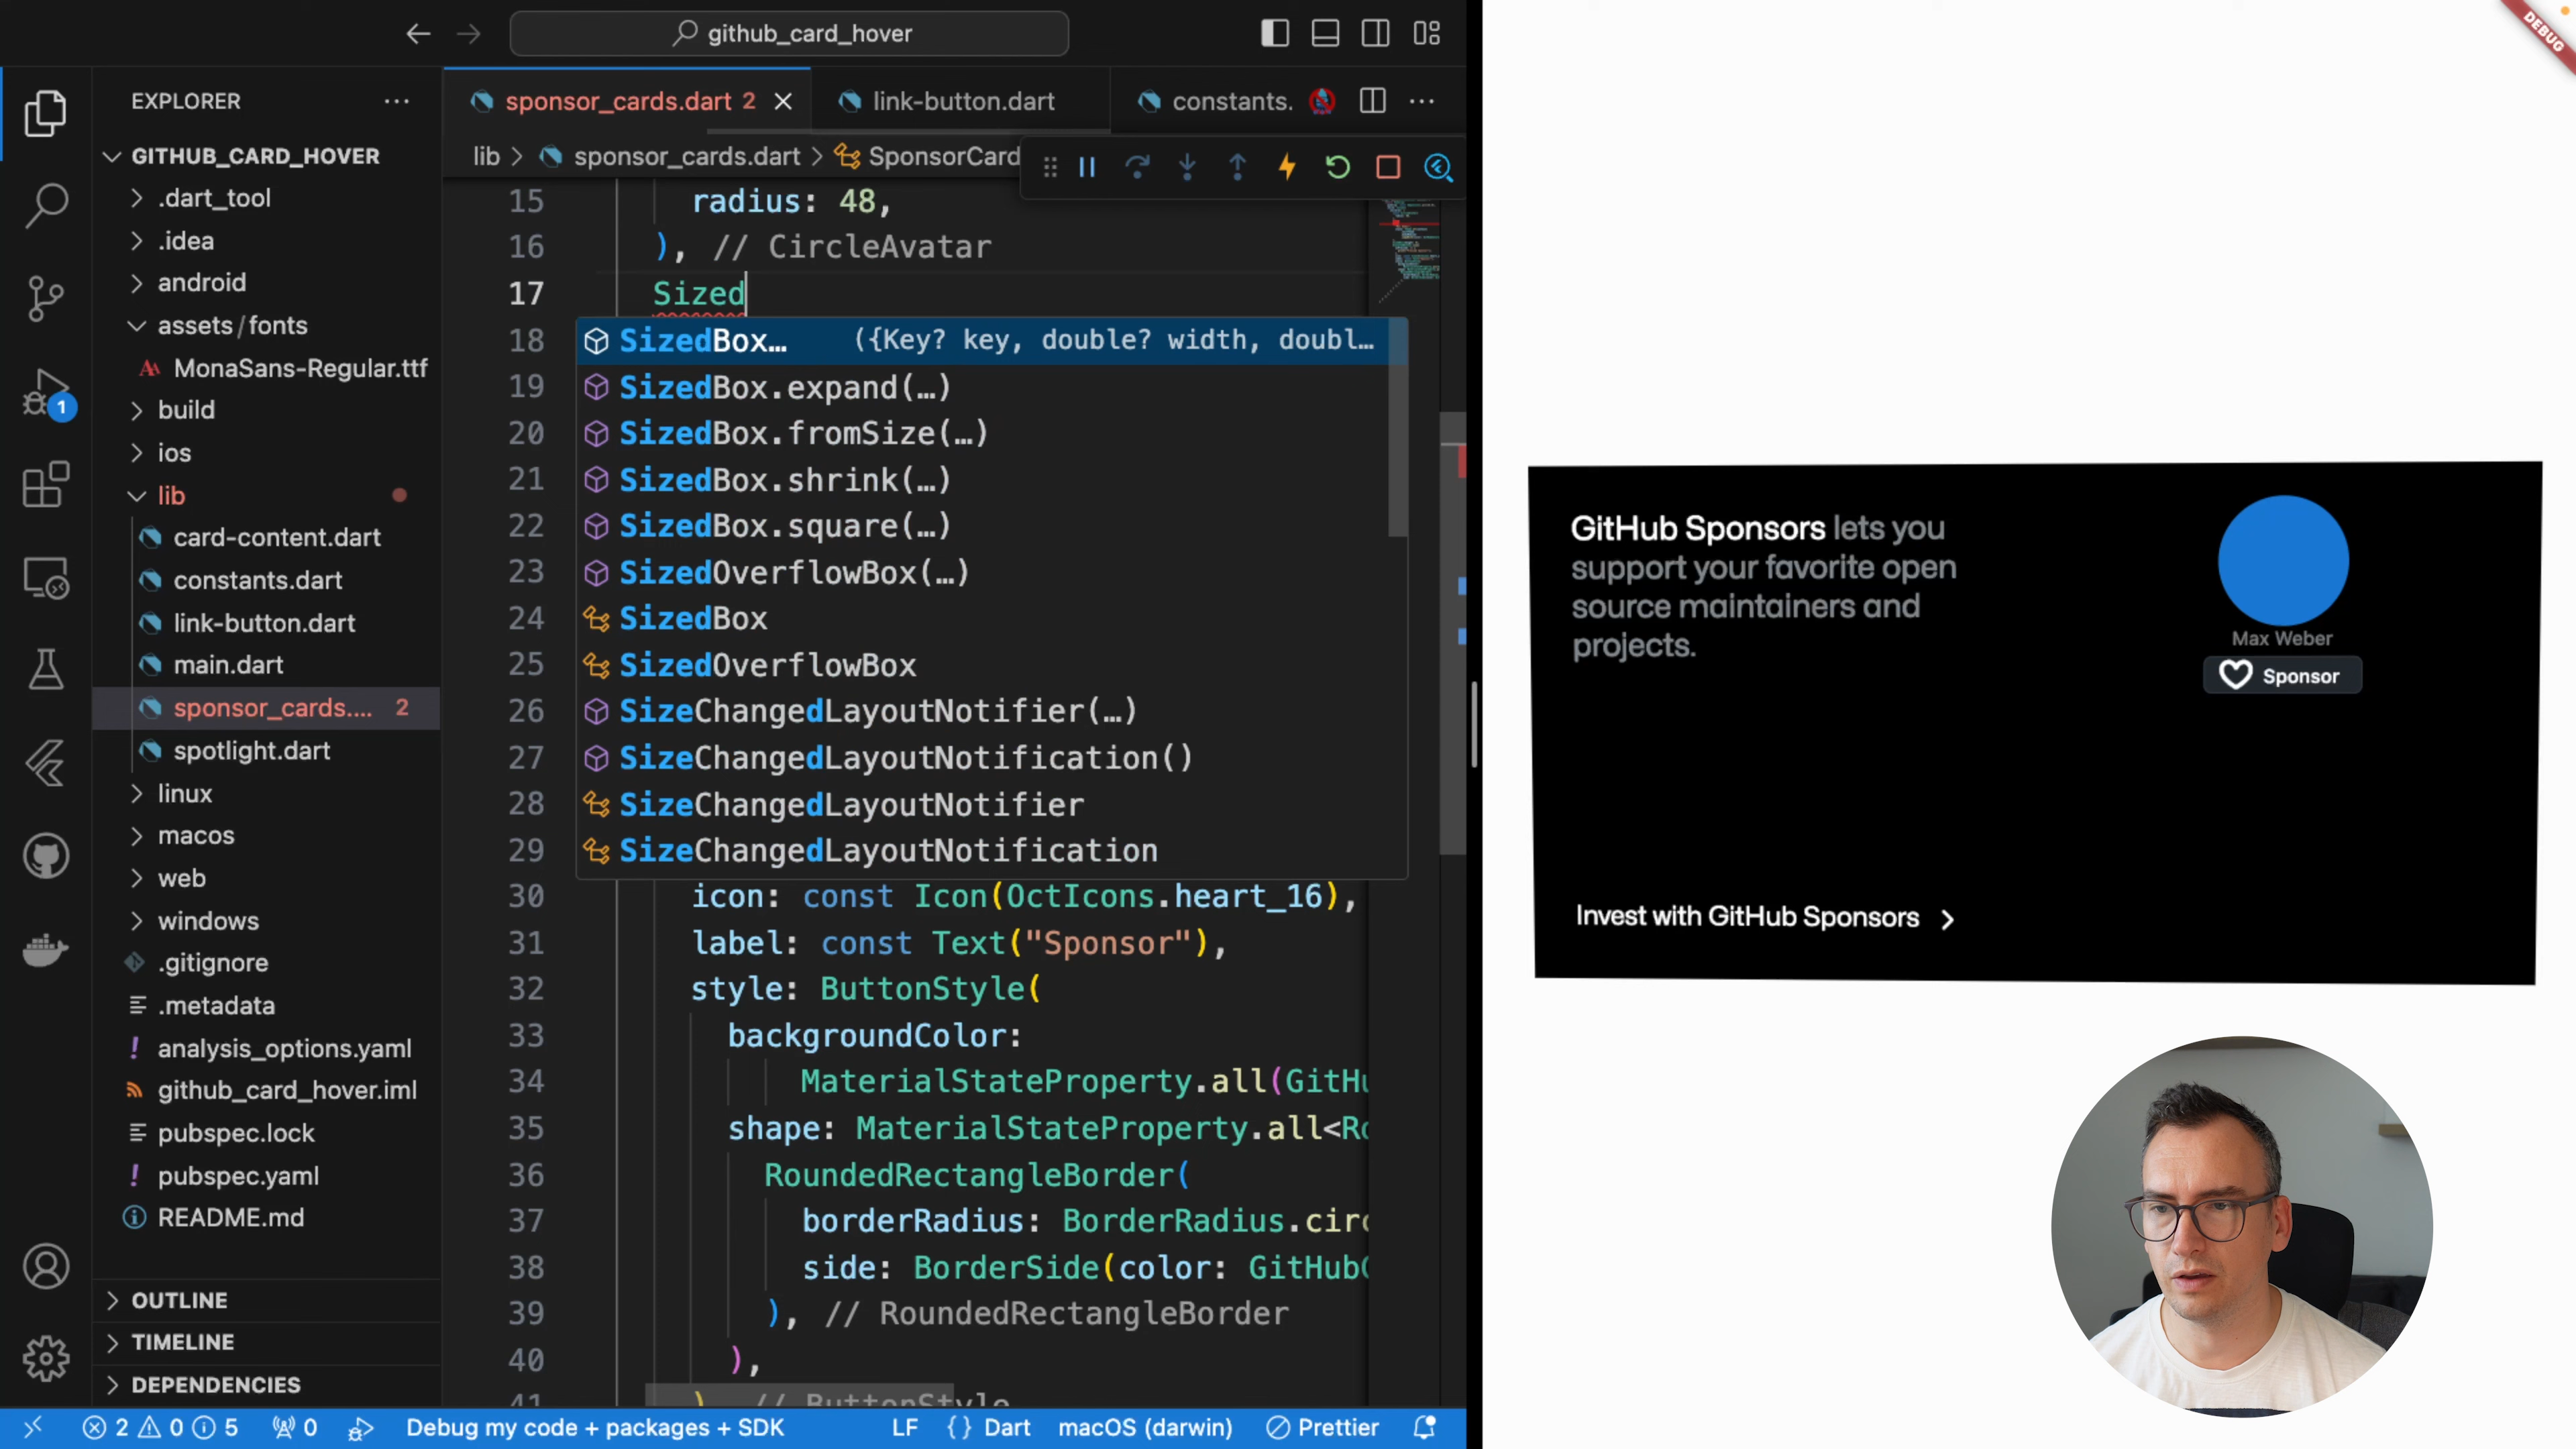 github_card_hover
EXPLORER
GITHUB_CARD_HOVER
.dart_tool
.idea
android
assets/fonts
MonaSans-Regular.ttf
build
ios
lib
card-content.dart
constants.dart
link-button.dart
main.dart
sponsor_cards.... 2
spotlight.dart
linux
macos
web
windows
.gitignore
.metadata
analysis_options.yaml
github_card_hover.iml
pubspec.lock
pubspec.yaml
README.md
OUTLINE
TIMELINE
DEPENDENCIES
1
sponsor_cards.dart 2
link-button.dart
constants.
lib > sponsor_cards.dart > SponsorCard
15 radius: 48,
16 ), // CircleAvatar
17 Sized
18 SizedBox… ({Key? key, double? width, doubl…
19 SizedBox.expand(…)
20 SizedBox.fromSize(…)
21 SizedBox.shrink(…)
22 SizedBox.square(…)
23 SizedOverflowBox(…)
24 SizedBox
25 SizedOverflowBox
26 SizeChangedLayoutNotifier(…)
27 SizeChangedLayoutNotification()
28 SizeChangedLayoutNotifier
29 SizeChangedLayoutNotification
30 icon: const Icon(OctIcons.heart_16),
31 label: const Text("Sponsor"),
32 style: ButtonStyle(
33 backgroundColor:
34 MaterialStateProperty.all(GitHu
35 shape: MaterialStateProperty.all<Ro
36 RoundedRectangleBorder(
37 borderRadius: BorderRadius.circ
38 side: BorderSide(color: GitHubC
39 ), // RoundedRectangleBorder
40 ),
41 ) // ButtonStyle
2 0 5 0 Debug my code + packages + SDK LF {} Dart macOS (darwin) Prettier
DEBUG
GitHub Sponsors lets you
support your favorite open
source maintainers and
projects.
Max Weber
Sponsor
Invest with GitHub Sponsors